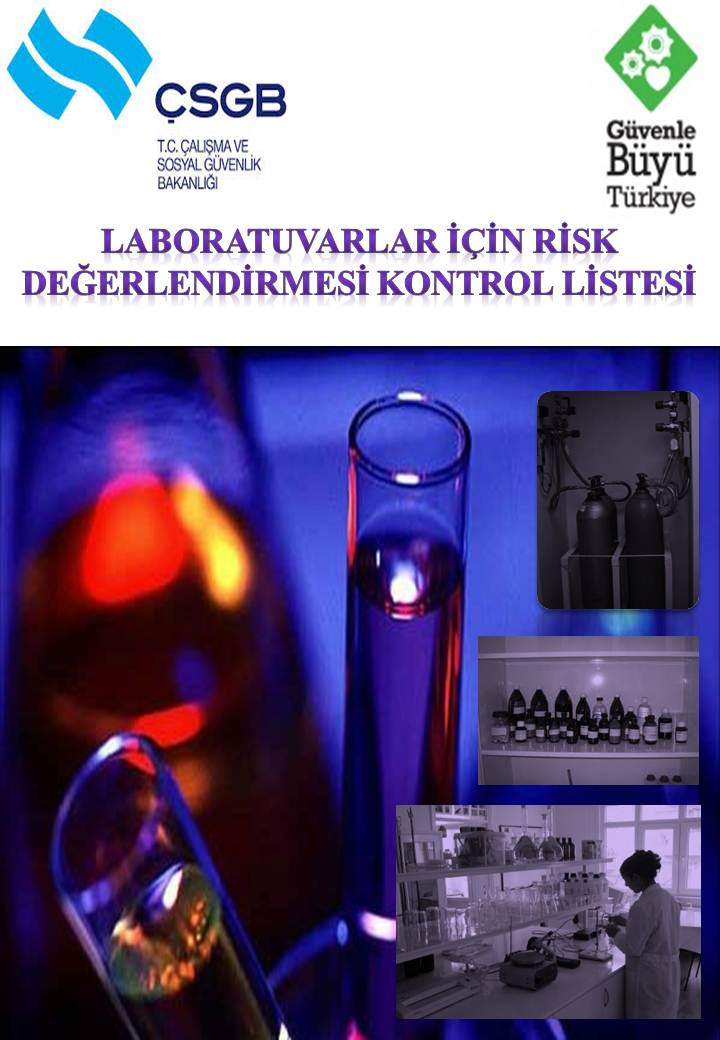 ÇSGB
T.C. ÇALIŞMA VE
SOSYAL GÜVENLİK
BAKANLIĞI
Güvenle
Büyü
Türkiye
LABORATUVARLAR İÇİN RİSK
DEĞERLENDİRMESİ KONTROL LİSTESİ